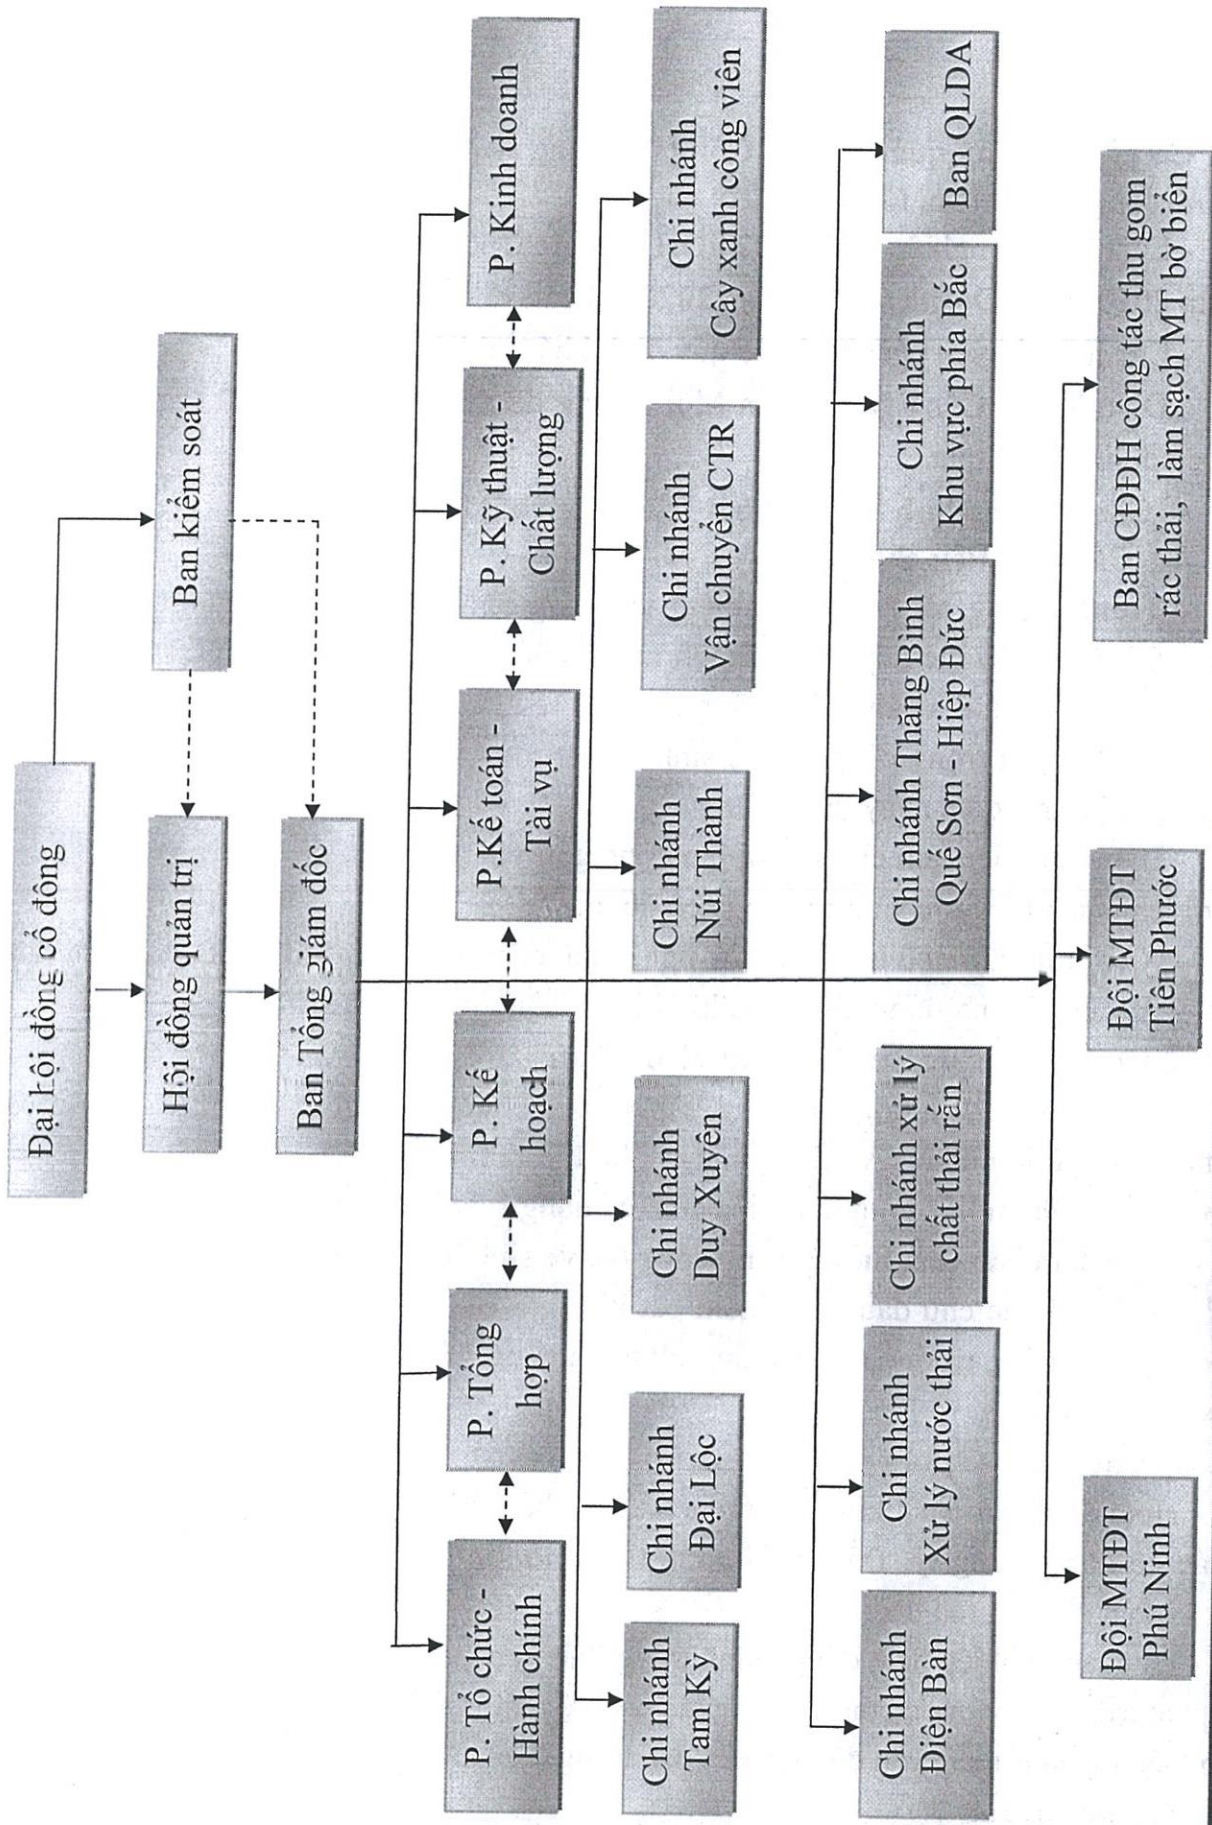 Đại hội đồng cổ đông
Ban kiểm soát
Hội đồng quản trị
Ban Tổng giám đốc
P. Tổ chức -
Hành chính
P. Tổng
hợp
P. Kế
hoạch
P.Kế toán -
Tài vụ
P. Kỹ thuật -
Chất lượng
P. Kinh doanh
Chi nhánh
Tam Kỳ
Chi nhánh
Đại Lộc
Chi nhánh
Duy Xuyên
Chi nhánh
Núi Thành
Chi nhánh
Vận chuyển CTR
Chi nhánh
Cây xanh công viên
Chi nhánh
Điện Bàn
Chi nhánh
Xử lý nước thải
Chi nhánh xử lý
chất thải rắn
Chi nhánh Thăng Bình
Quế Sơn - Hiệp Đức
Chi nhánh
Khu vực phía Bắc
Ban QLDA
Đội MTĐT
Phú Ninh
Đội MTĐT
Tiên Phước
Ban CĐĐH công tác thu gom
rác thải, làm sạch MT bờ biển